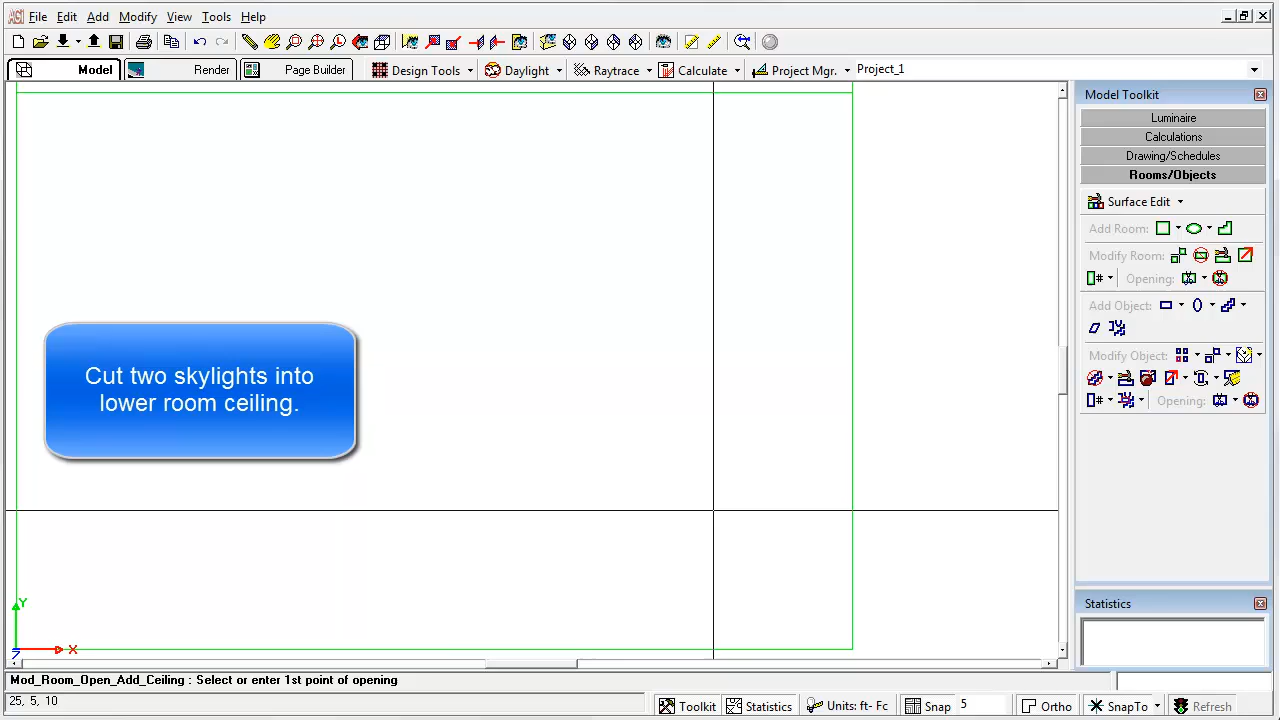 AGI File Edit Add Modify View Tools Help
Model Render Page Builder Design Tools Daylight Raytrace Calculate Project Mgr. Project_1
Model Toolkit
Luminaire
Calculations
Drawing/Schedules
Rooms/Objects
Surface Edit
Add Room:
Modify Room:
Opening:
Add Object:
Modify Object:
Opening:
Cut two skylights into
lower room ceiling.
Y
Z X
Statistics
Mod_Room_Open_Add_Ceiling : Select or enter 1st point of opening
25, 5, 10 Toolkit Statistics Units: ft- Fc Snap 5 Ortho SnapTo Refresh